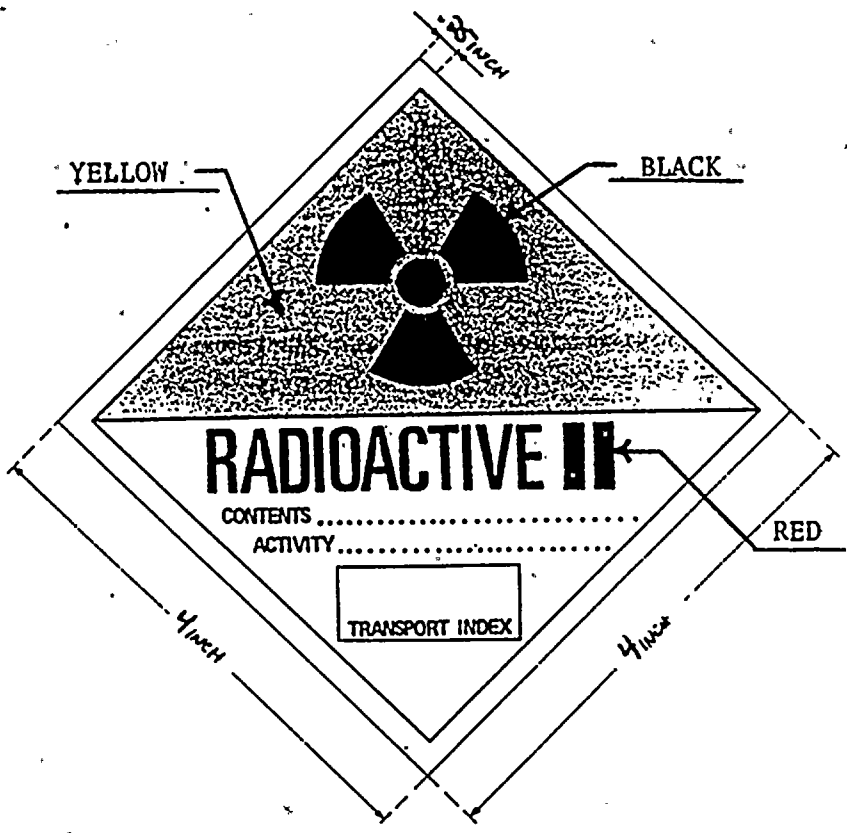 .25 INCH
YELLOW
BLACK
RADIOACTIVE II
RED
CONTENTS
ACTIVITY
TRANSPORT INDEX
4 INCH
4 INCH